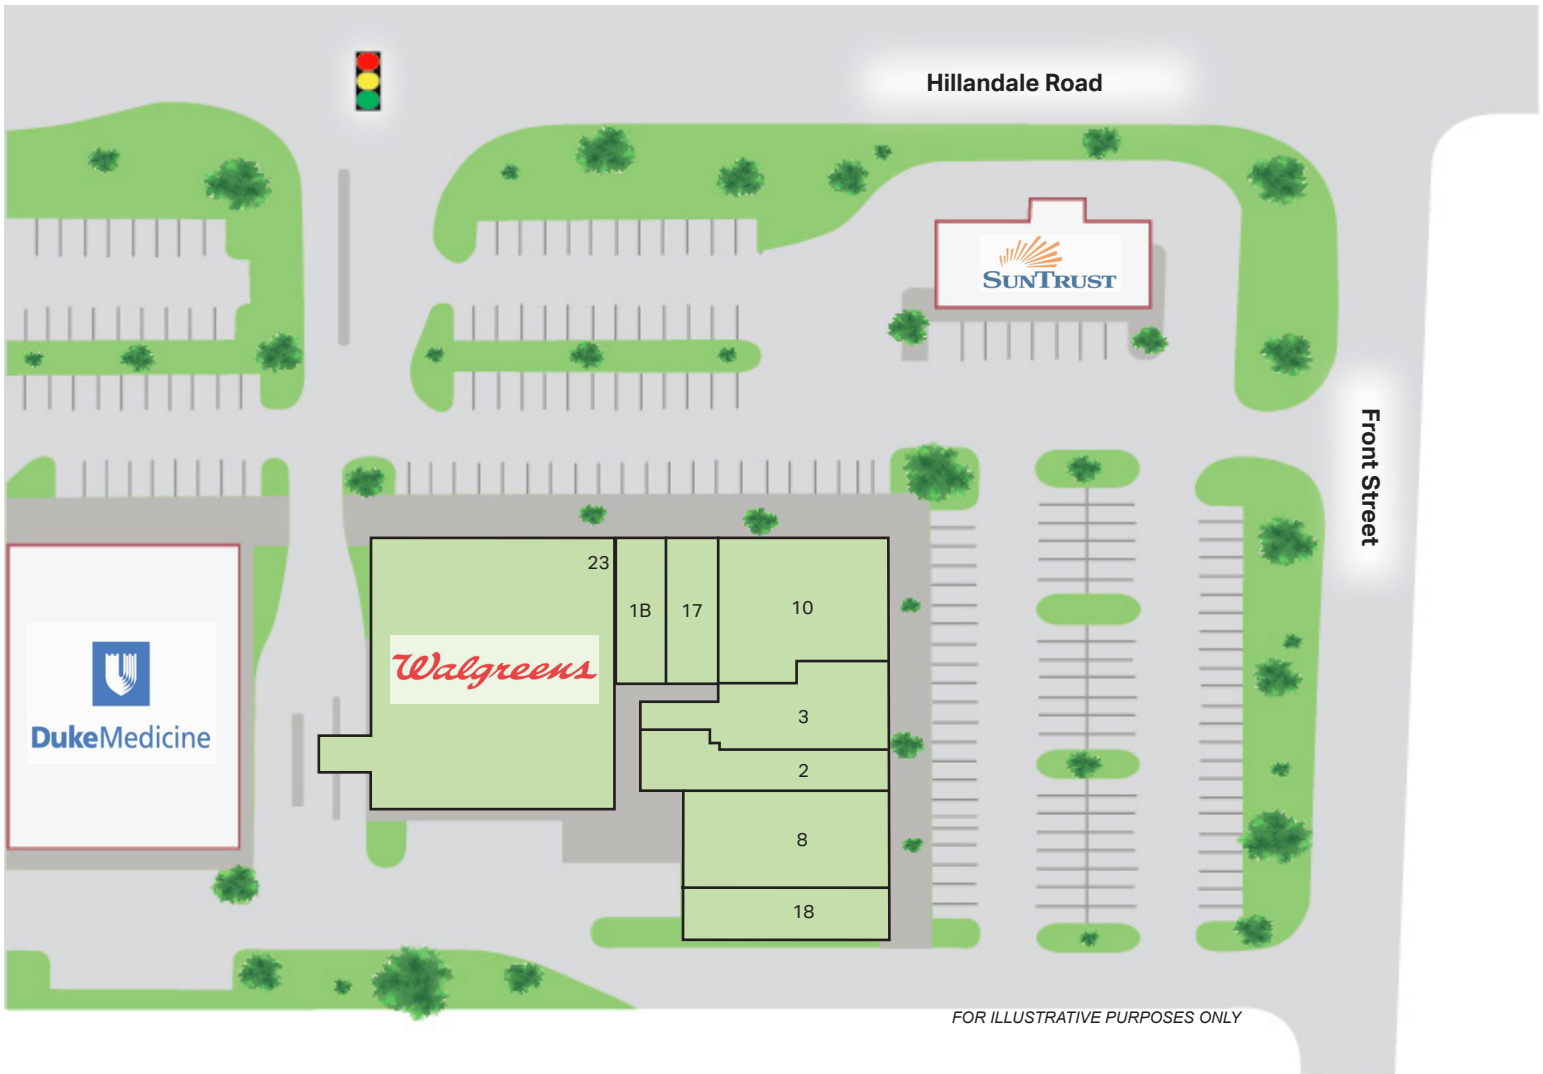 Hillandale Road
SUNTRUST
Front Street
23
1B
17
10
Walgreens
DukeMedicine
3
2
8
18
FOR ILLUSTRATIVE PURPOSES ONLY